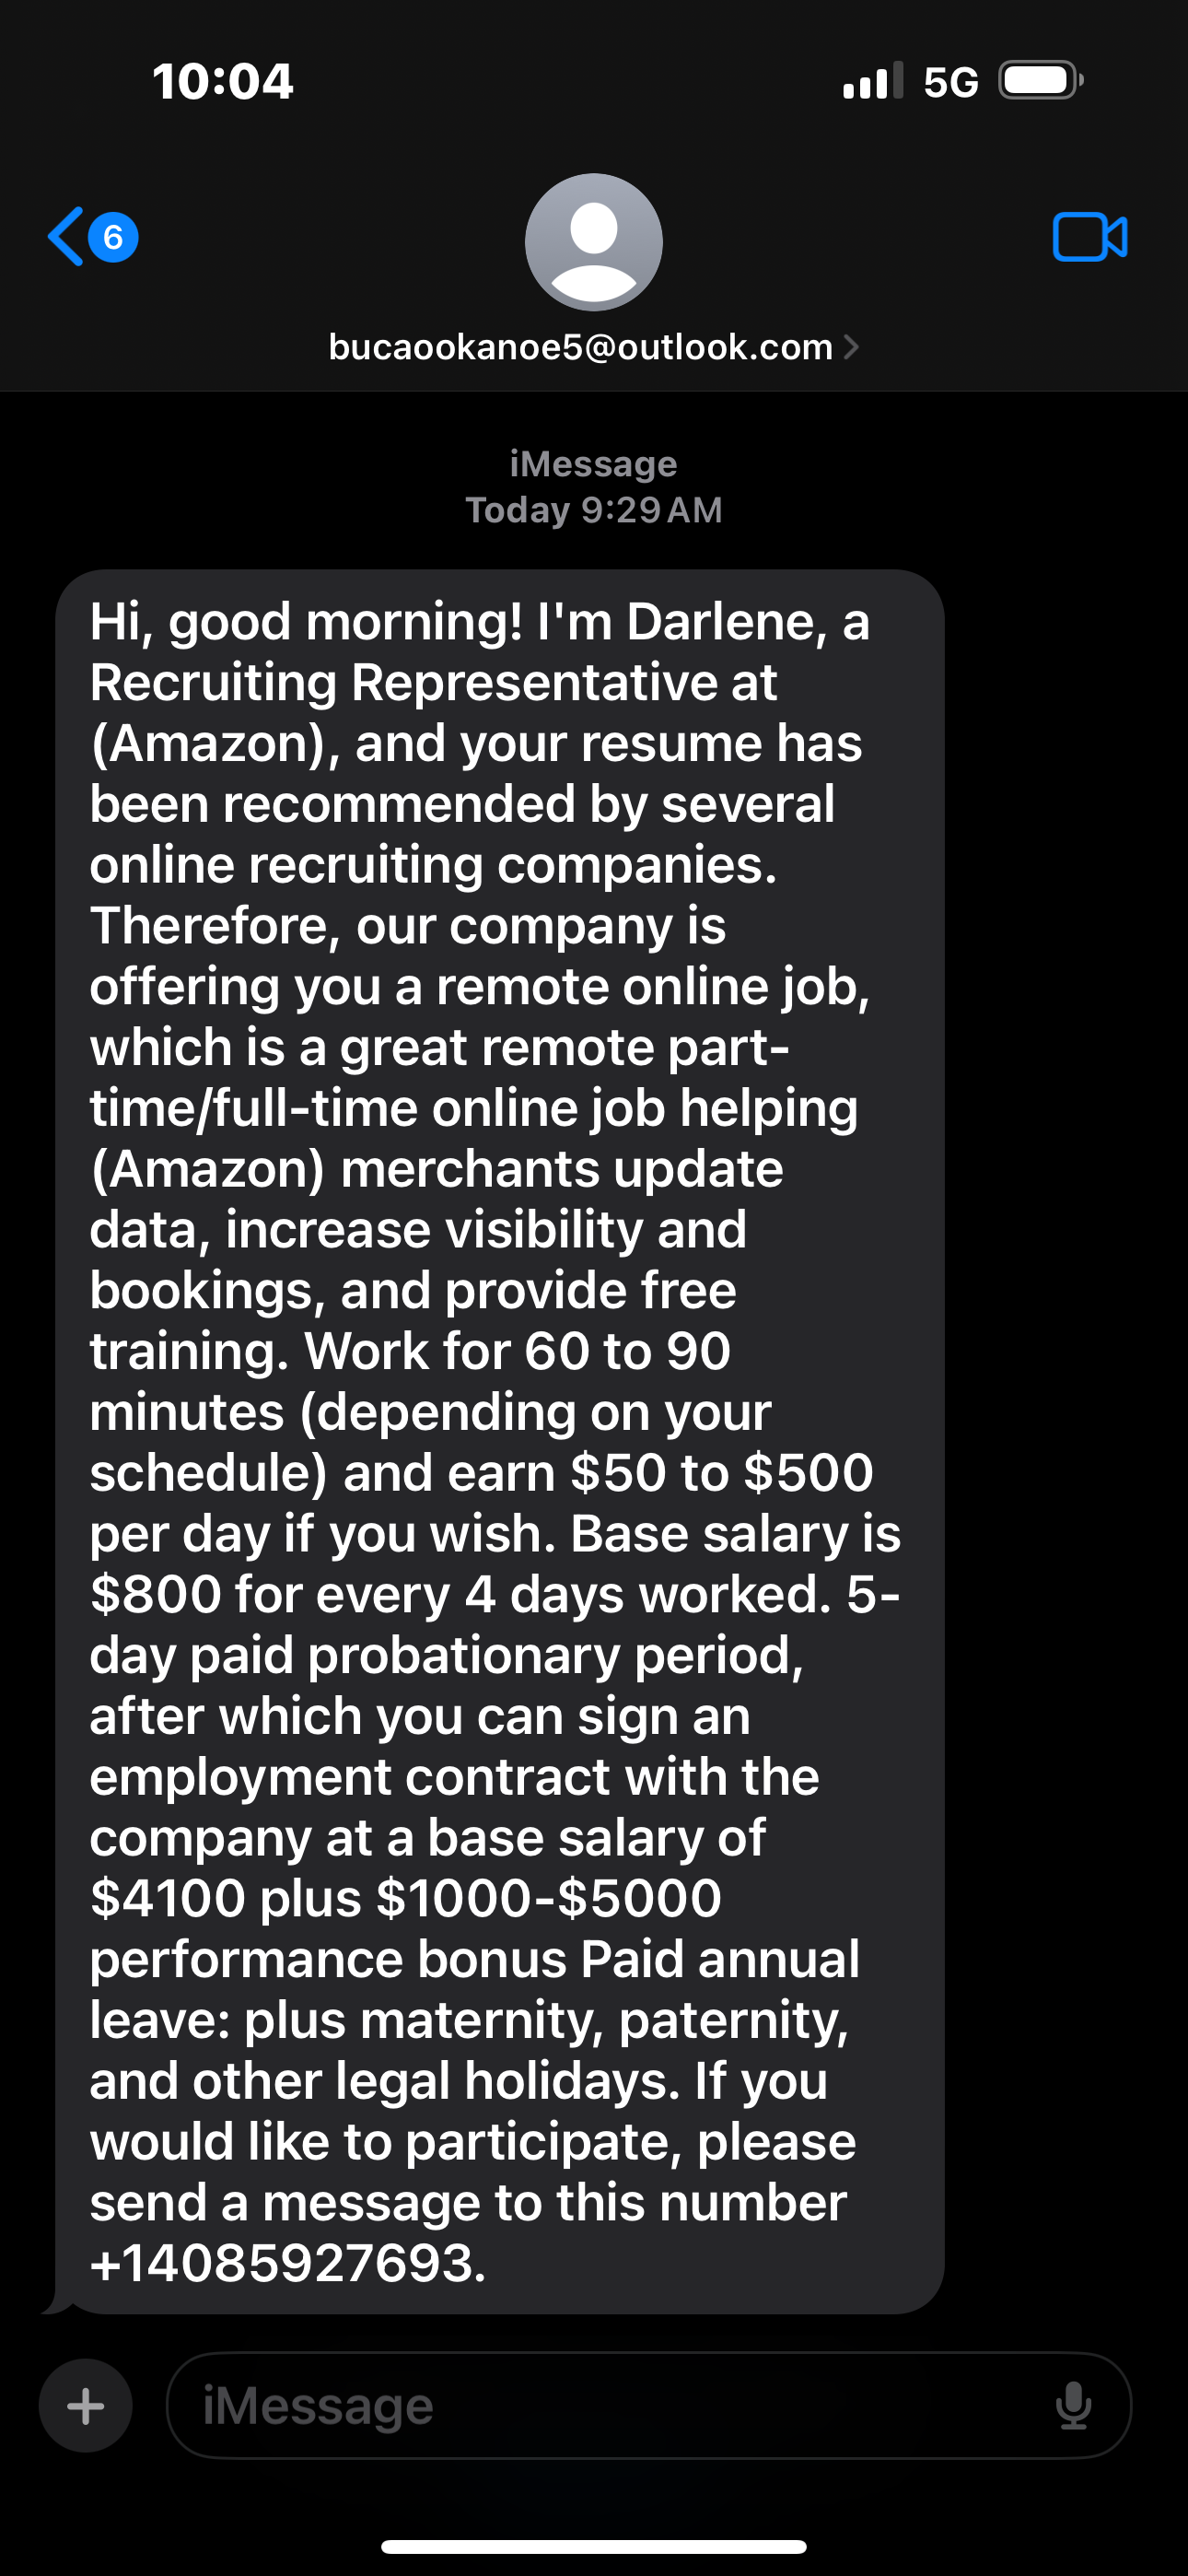 10:04
5G
6
bucaookanoe5@outlook.com
iMessage
Today 9:29 AM
Hi, good morning! I'm Darlene, a
Recruiting Representative at
(Amazon), and your resume has
been recommended by several
online recruiting companies.
Therefore, our company is
offering you a remote online job,
which is a great remote part-
time/full-time online job helping
(Amazon) merchants update
data, increase visibility and
bookings, and provide free
training. Work for 60 to 90
minutes (depending on your
schedule) and earn $50 to $500
per day if you wish. Base salary is
$800 for every 4 days worked. 5-
day paid probationary period,
after which you can sign an
employment contract with the
company at a base salary of
$4100 plus $1000-$5000
performance bonus Paid annual
leave: plus maternity, paternity,
and other legal holidays. If you
would like to participate, please
send a message to this number
+14085927693.
iMessage